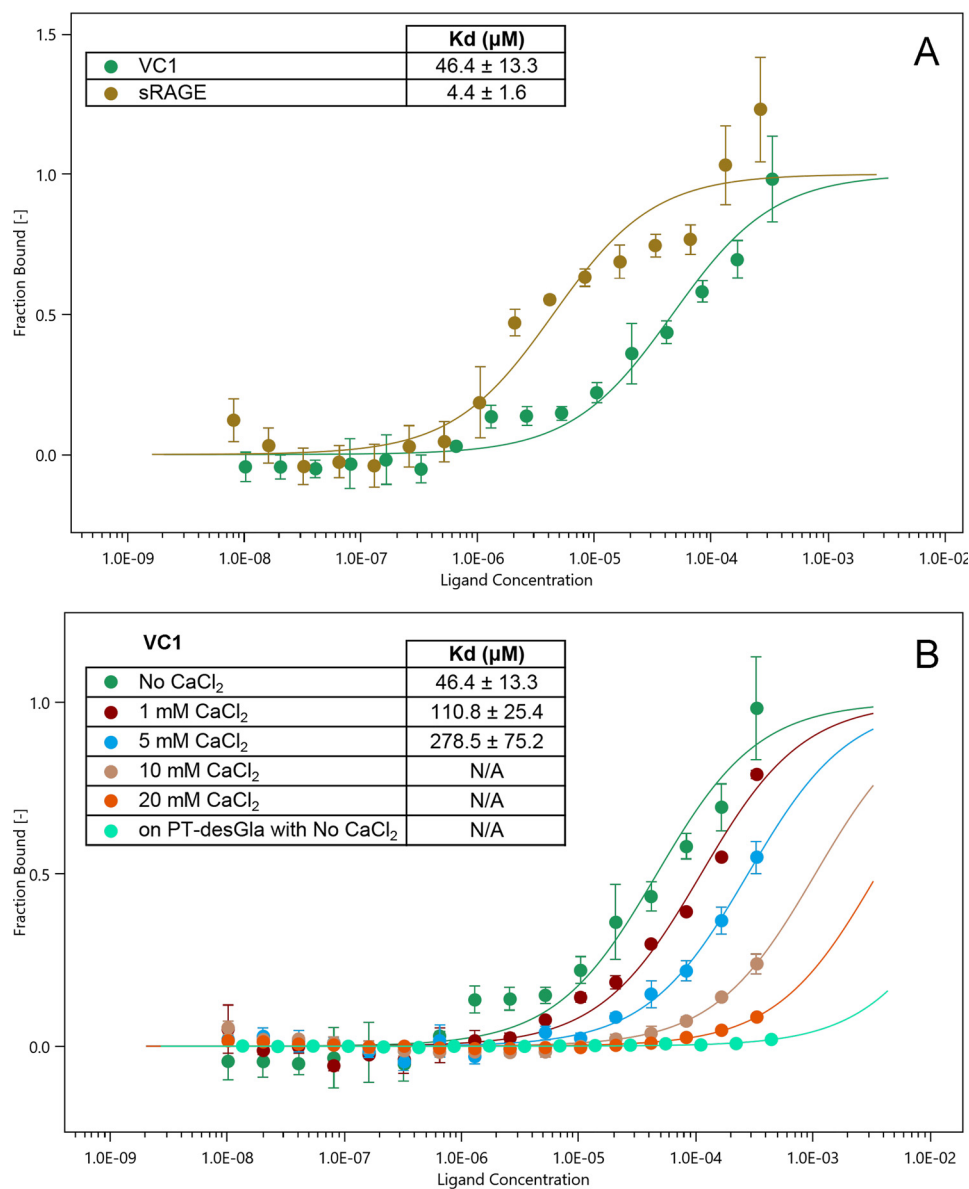 A
Kd (µM)
VC1 46.4 ± 13.3
sRAGE 4.4 ± 1.6
1.5
1.0
0.5
0.0
Fraction Bound [-]
1.0E-09 1.0E-08 1.0E-07 1.0E-06 1.0E-05 1.0E-04 1.0E-03 1.0E-02
Ligand Concentration
B
VC1
Kd (µM)
No CaCl₂ 46.4 ± 13.3
1 mM CaCl₂ 110.8 ± 25.4
5 mM CaCl₂ 278.5 ± 75.2
10 mM CaCl₂ N/A
20 mM CaCl₂ N/A
on PT-desGla with No CaCl₂ N/A
1.0
0.5
0.0
Fraction Bound [-]
1.0E-09 1.0E-08 1.0E-07 1.0E-06 1.0E-05 1.0E-04 1.0E-03 1.0E-02
Ligand Concentration